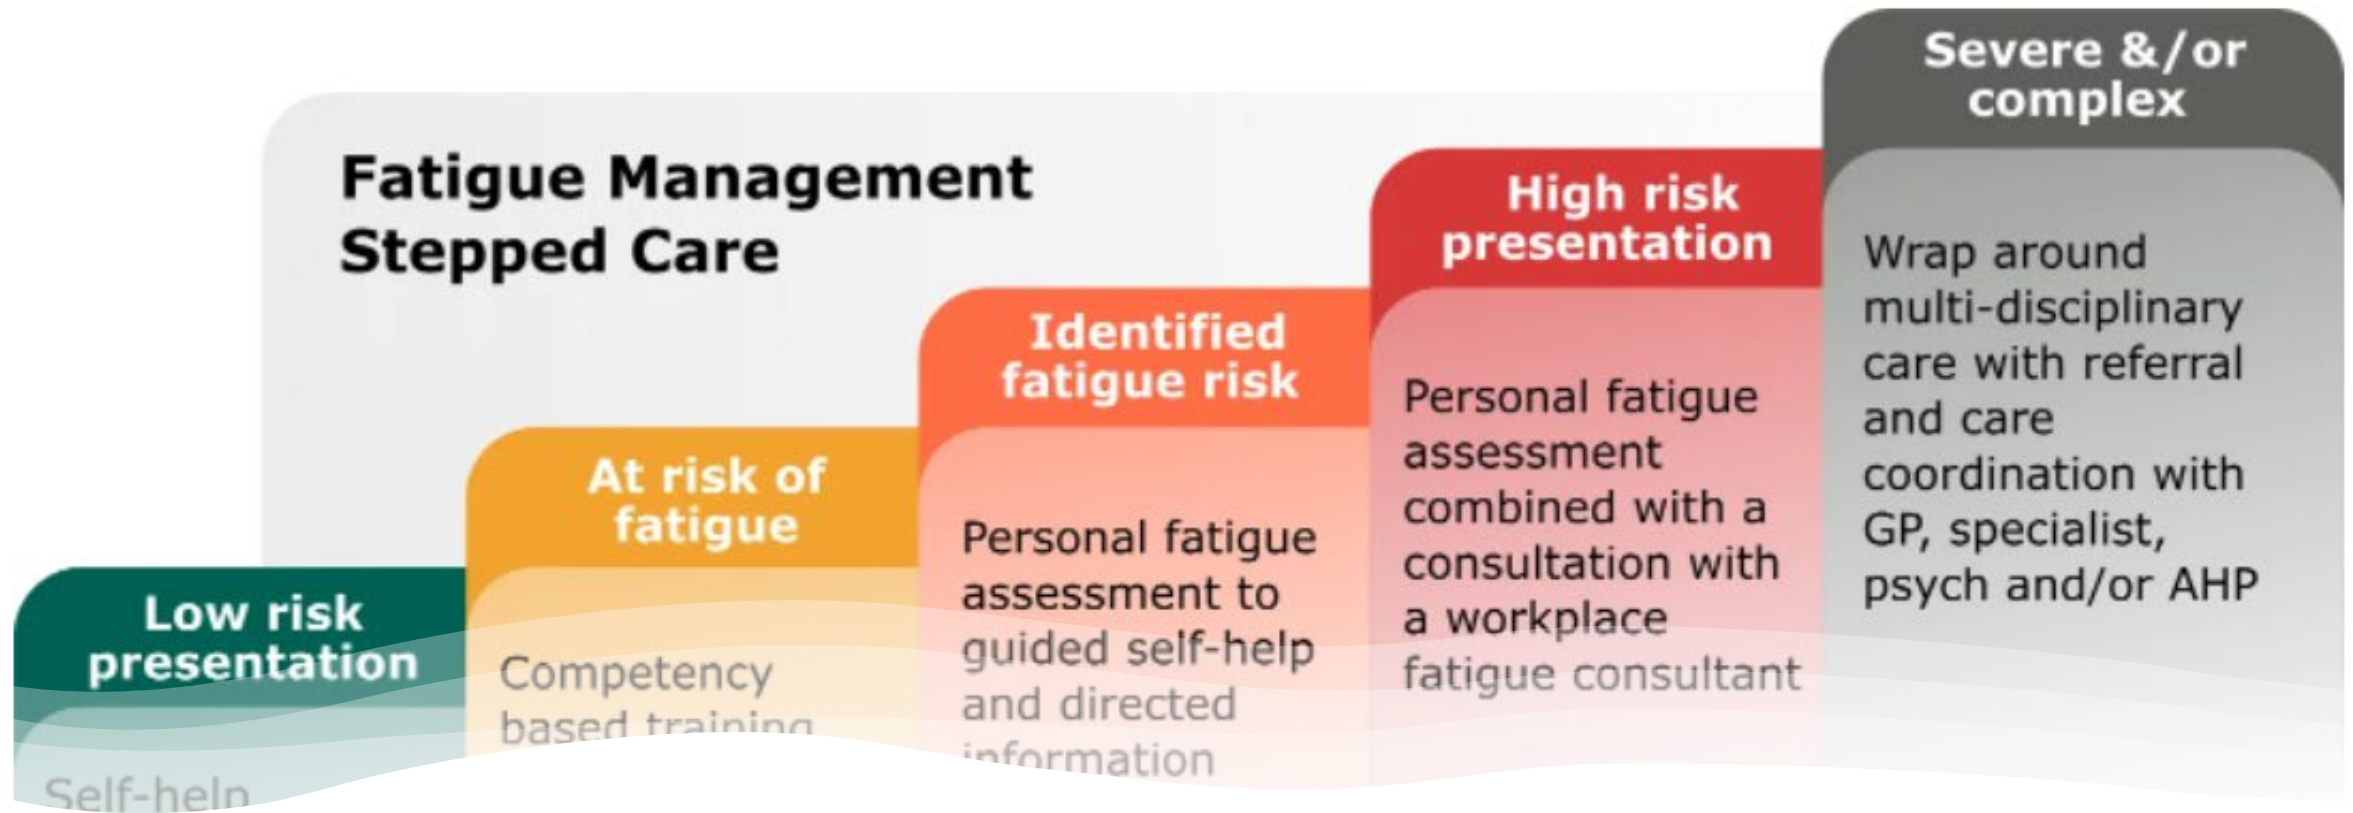 Fatigue Management
Stepped Care
Low risk
presentation
Self-help
At risk of
fatigue
Competency
based training
Identified
fatigue risk
Personal fatigue
assessment to
guided self-help
and directed
information
High risk
presentation
Personal fatigue
assessment
combined with a
consultation with
a workplace
fatigue consultant
Severe &/or
complex
Wrap around
multi-disciplinary
care with referral
and care
coordination with
GP, specialist,
psych and/or AHP